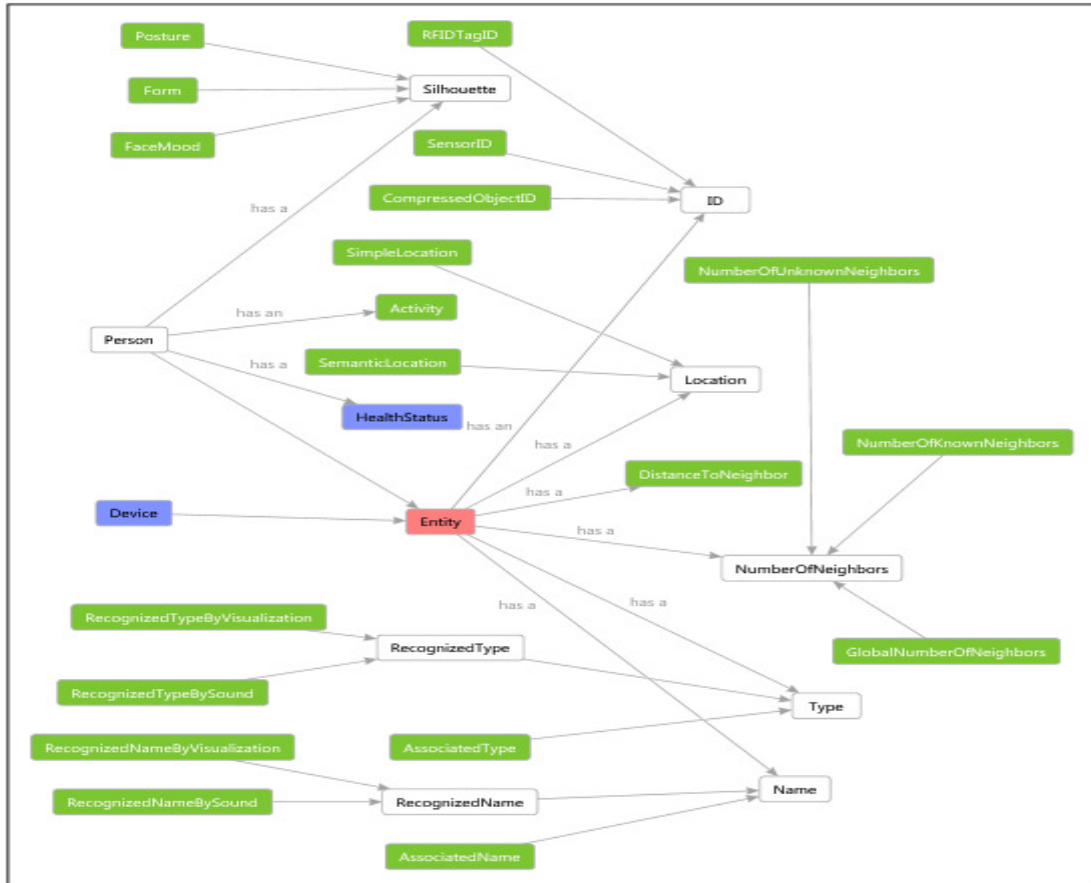 Posture
RFIDTagID
Silhouette
Form
FaceMood
SensorID
CompressedObjectID
ID
has a
SimpleLocation
NumberOfUnknownNeighbors
Activity
has an
Person
has a
SemanticLocation
Location
HealthStatus
has an
has a
NumberOfKnownNeighbors
DistanceToNeighbor
has a
Device
Entity
has a
NumberOfNeighbors
has a
has a
RecognizedTypeByVisualization
RecognizedType
GlobalNumberOfNeighbors
RecognizedTypeBySound
Type
RecognizedNameByVisualization
AssociatedType
Name
RecognizedNameBySound
RecognizedName
AssociatedName